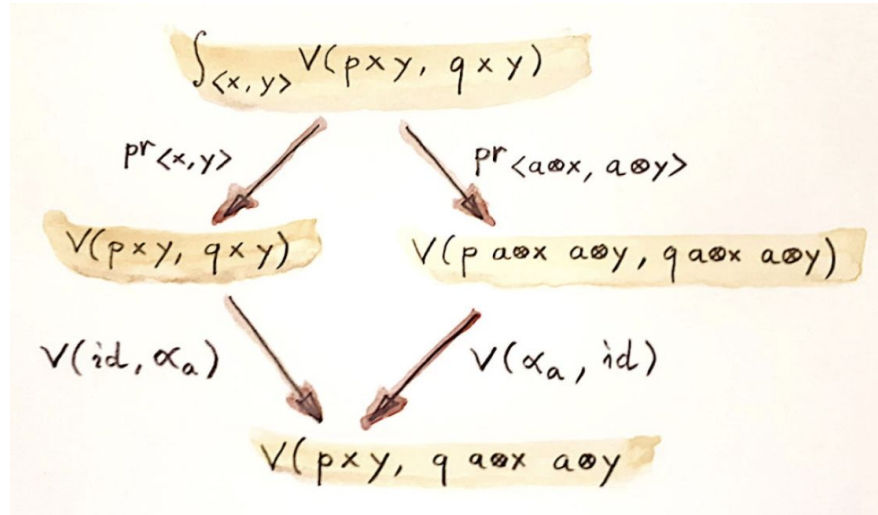 ∫<x, y> V(p x y, q x y)
pr<x, y>
pr<a⊗x, a⊗y>
V(p x y, q x y)
V(p a⊗x a⊗y, q a⊗x a⊗y)
V(id, αa)
V(αa, id)
V(p x y, q a⊗x a⊗y